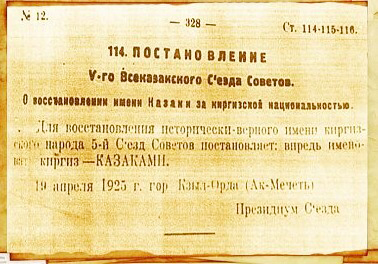 № 12.
— 328 —
Ст. 114-115-116.
114. ПОСТАНОВЛЕНИЕ
V-го Всеказакского С'езда Советов.
О восстановлении имени Казаки за киргизской национальностью.
Для восстановления исторически-верного имени киргиз-
ского народа 5-й С'езд Советов постановляет: впредь имено-
вать киргиз—КАЗАКАМИ.
19 апреля 1925 г. гор Кзыл-Орда (Ак-Мечеть)
Президиум С'езда